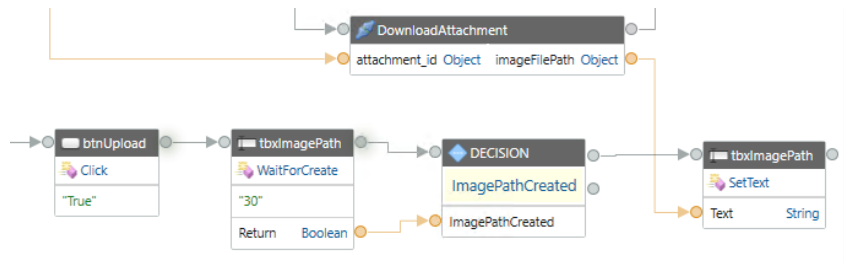 DownloadAttachment
attachment_id Object imageFilePath Object
btnUpload
Click
"True"
tbxImagePath
WaitForCreate
"30"
Return Boolean
DECISION
ImagePathCreated
ImagePathCreated
tbxImagePath
SetText
Text String